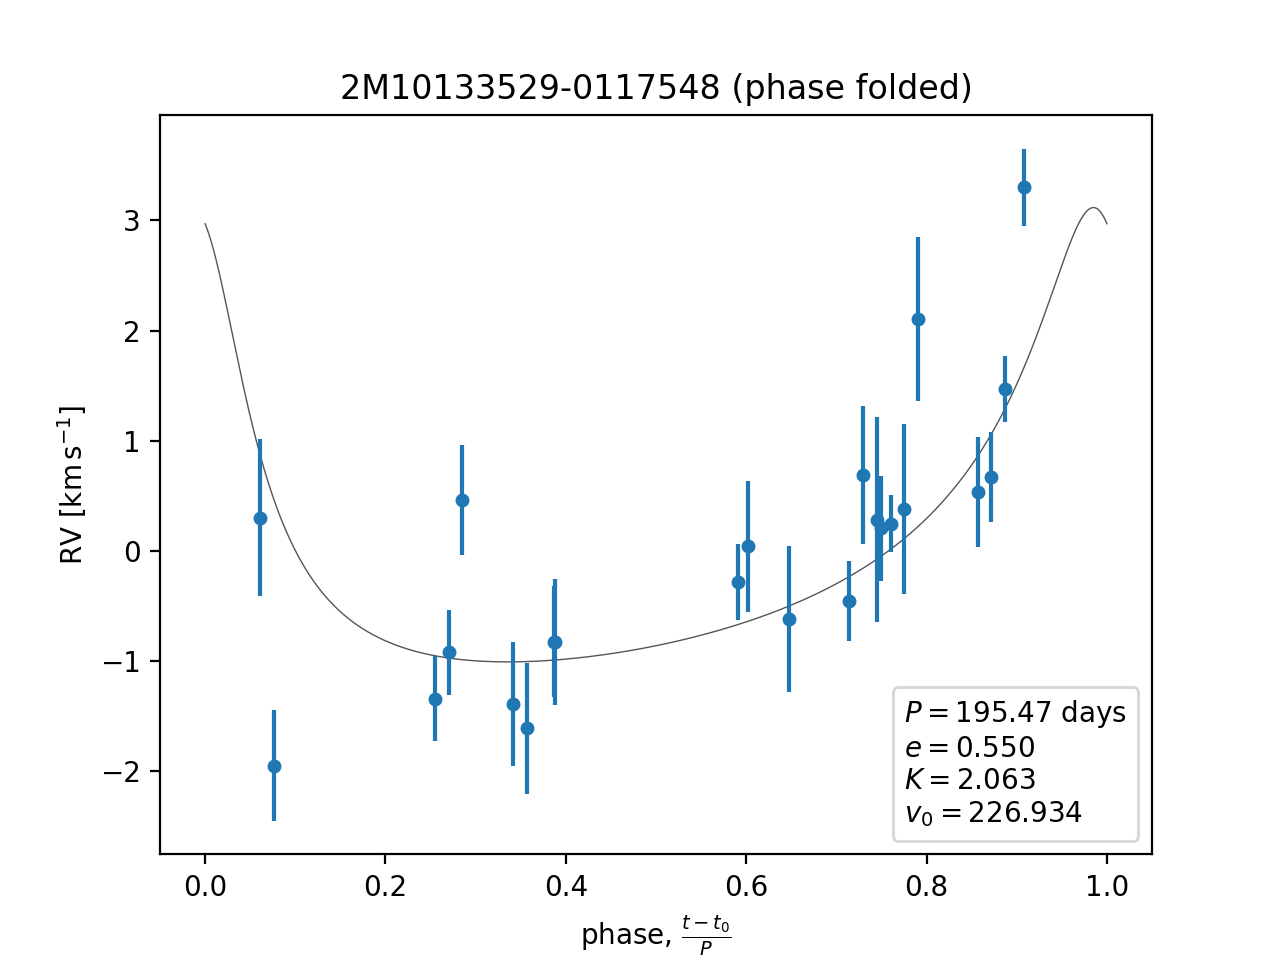 2M10133529-0117548 (phase folded)
RV [km s⁻¹]
3
2
1
0
−1
−2
P = 195.47 days
e = 0.550
K = 2.063
v₀ = 226.934
0.0 0.2 0.4 0.6 0.8 1.0
phase, (t − t₀)/P